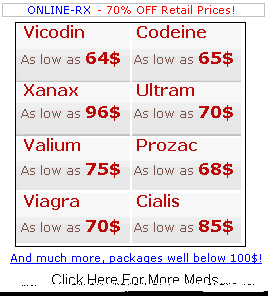 ONLINE-RX - 70% OFF Retail Prices!
Vicodin Codeine
As low as 64$ As low as 65$
Xanax Ultram
As low as 96$ As low as 70$
Valium Prozac
As low as 75$ As low as 68$
Viagra Cialis
As low as 70$ As low as 85$
And much more, packages well below 100$!
Click Here For More Meds